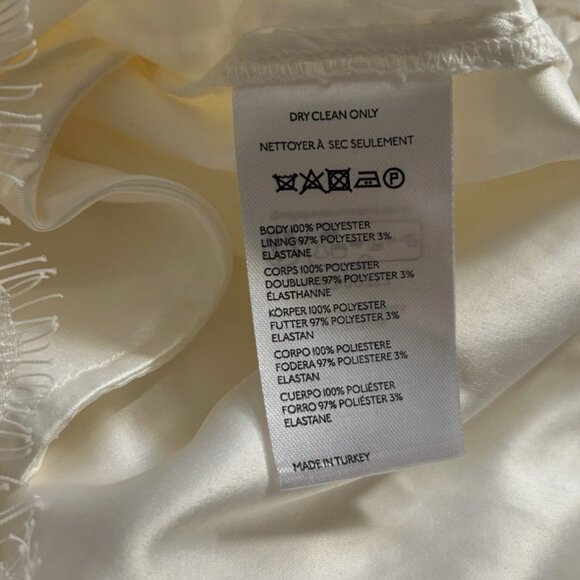 DRY CLEAN ONLY
NETTOYER À SEC SEULEMENT
P
BODY 100% POLYESTER
LINING 97% POLYESTER 3%
ELASTANE
CORPS 100% POLYESTER
DOUBLURE 97% POLYESTER 3%
ÉLASTHANNE
KÖRPER 100% POLYESTER
FUTTER 97% POLYESTER 3%
ELASTAN
CORPO 100% POLIESTERE
FODERA 97% POLIESTERE 3%
ELASTAN
CUERPO 100% POLIÉSTER
FORRO 97% POLIÉSTER 3%
ELASTANE
MADE IN TURKEY